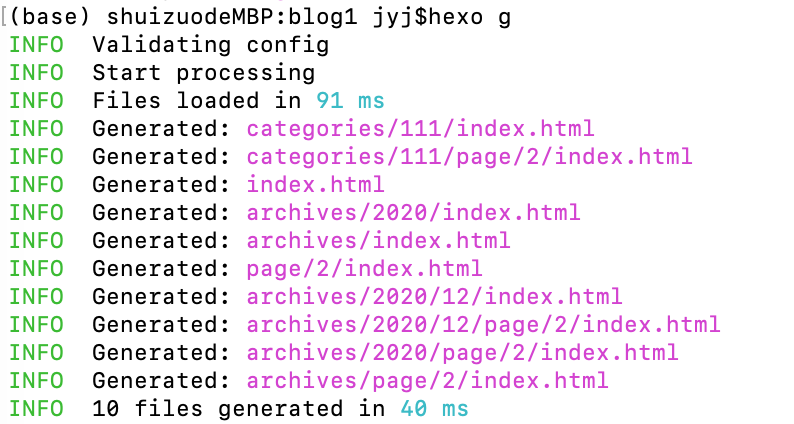 [(base) shuizuodeMBP:blog1 jyj$hexo g
INFO  Validating config
INFO  Start processing
INFO  Files loaded in 91 ms
INFO  Generated: categories/111/index.html
INFO  Generated: categories/111/page/2/index.html
INFO  Generated: index.html
INFO  Generated: archives/2020/index.html
INFO  Generated: archives/index.html
INFO  Generated: page/2/index.html
INFO  Generated: archives/2020/12/index.html
INFO  Generated: archives/2020/12/page/2/index.html
INFO  Generated: archives/2020/page/2/index.html
INFO  Generated: archives/page/2/index.html
INFO  10 files generated in 40 ms